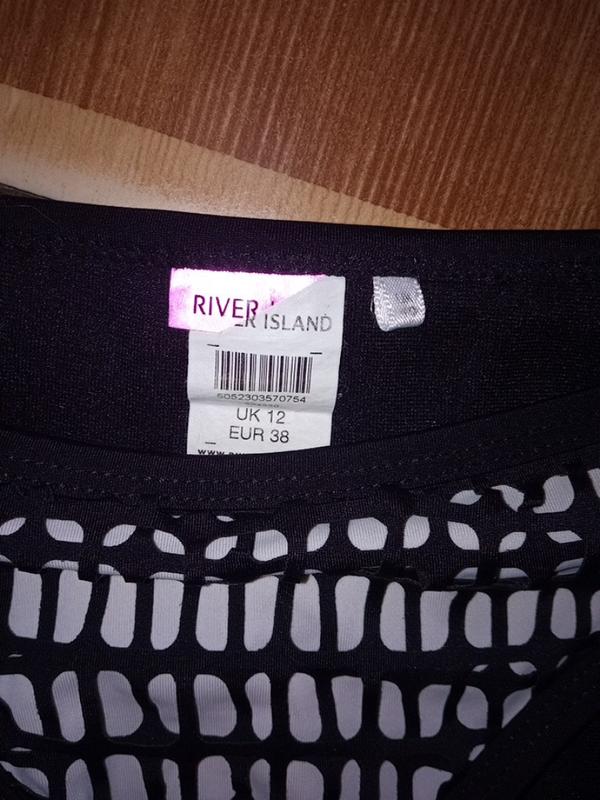 RIVER
ER ISLAND
5052303570754
UK 12
EUR 38